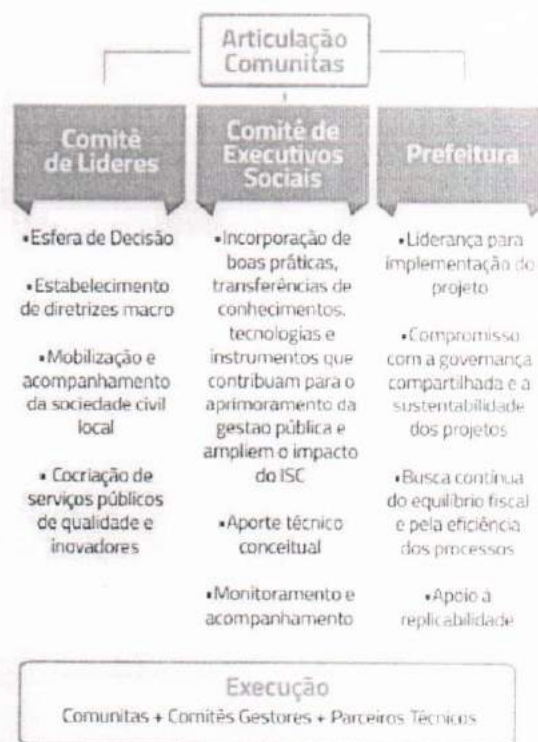 Articulação
Comunitas
Comitê
de Lideres
•Esfera de Decisão
•Estabelecimento
de diretrizes macro
•Mobilização e
acompanhamento
da sociedade civil
local
•Cocriação de
serviços públicos
de qualidade e
inovadores
Comitê de
Executivos
Sociais
•Incorporação de
boas práticas,
transferências de
conhecimentos,
tecnologias e
instrumentos que
contribuam para o
aprimoramento da
gestão pública e
ampliem o impacto
do ISC
•Aporte técnico
conceitual
•Monitoramento e
acompanhamento
Prefeitura
•Liderança para
implementação do
projeto
•Compromisso
com a governança
compartilhada e a
sustentabilidade
dos projetos
•Busca contínua
do equilíbrio fiscal
e pela eficiência
dos processos
•Apoio à
replicabilidade
Execução
Comunitas + Comitês Gestores + Parceiros Técnicos